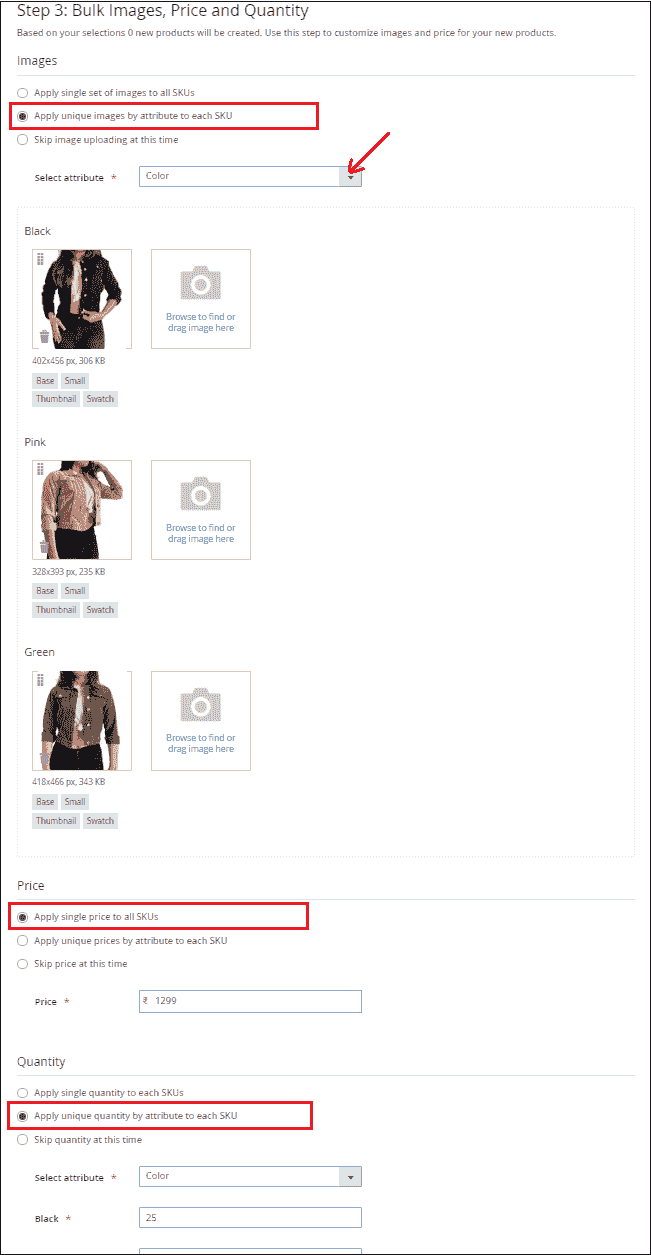 Step 3: Bulk Images, Price and Quantity
Based on your selections 0 new products will be created. Use this step to customize images and price for your new products.
Images
Apply single set of images to all SKUs
Apply unique images by attribute to each SKU
Skip image uploading at this time
Select attribute *
Color
Black
Browse to find or
drag image here
402x456 px, 306 KB
Base Small
Thumbnail Swatch
Pink
Browse to find or
drag image here
328x393 px, 235 KB
Base Small
Thumbnail Swatch
Green
Browse to find or
drag image here
418x466 px, 343 KB
Base Small
Thumbnail Swatch
Price
Apply single price to all SKUs
Apply unique prices by attribute to each SKU
Skip price at this time
Price * ₹ 1299
Quantity
Apply single quantity to each SKUs
Apply unique quantity by attribute to each SKU
Skip quantity at this time
Select attribute * Color
Black * 25